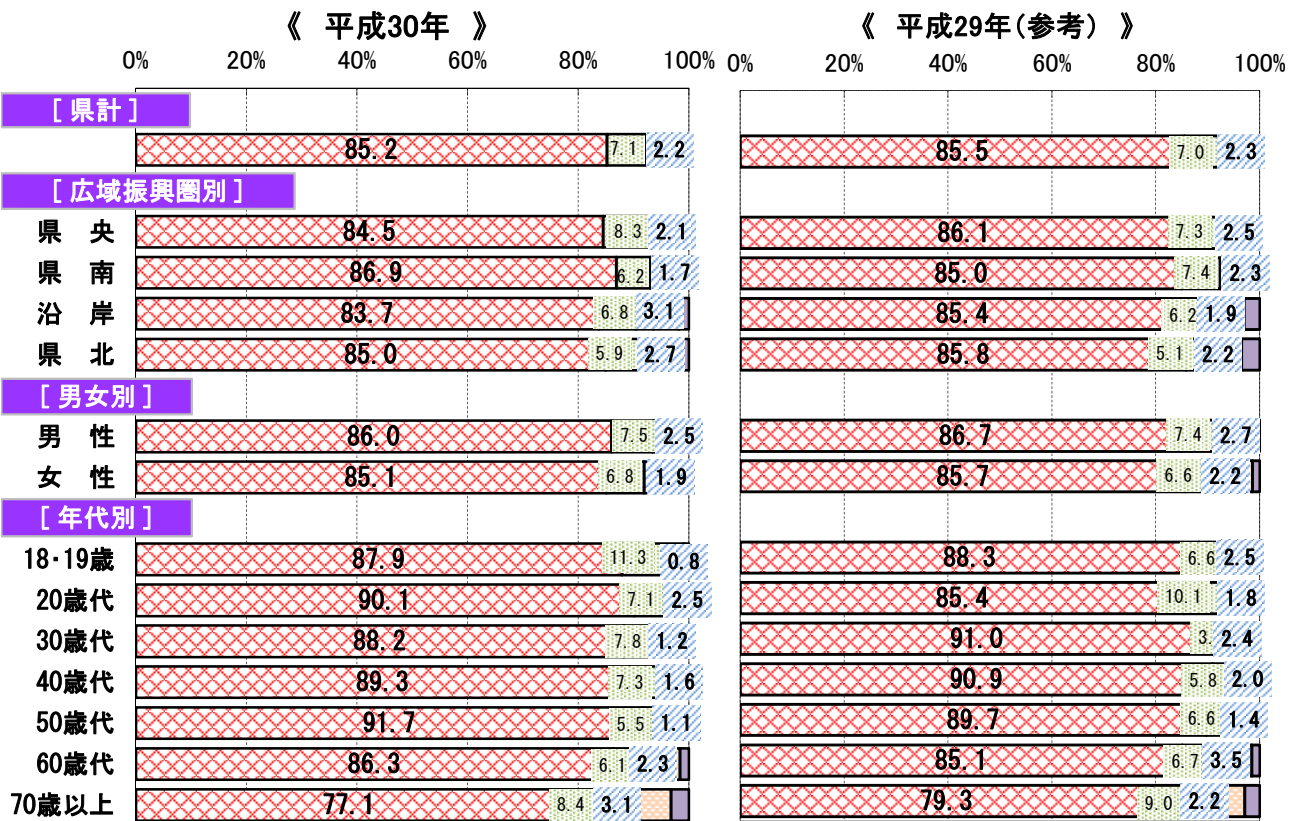 《 平成30年 》 《 平成29年(参考) 》
0% 20% 40% 60% 80% 100% 0% 20% 40% 60% 80% 100%
[ 県計 ]
85.2 7.1 2.2 85.5 7.0 2.3
[ 広域振興圏別 ]
県 央 84.5 8.3 2.1 86.1 7.3 2.5
県 南 86.9 6.2 1.7 85.0 7.4 2.3
沿 岸 83.7 6.8 3.1 85.4 6.2 1.9
県 北 85.0 5.9 2.7 85.8 5.1 2.2
[ 男女別 ]
男 性 86.0 7.5 2.5 86.7 7.4 2.7
女 性 85.1 6.8 1.9 85.7 6.6 2.2
[ 年代別 ]
18・19歳 87.9 11.3 0.8 88.3 6.6 2.5
20歳代 90.1 7.1 2.5 85.4 10.1 1.8
30歳代 88.2 7.8 1.2 91.0 3. 2.4
40歳代 89.3 7.3 1.6 90.9 5.8 2.0
50歳代 91.7 5.5 1.1 89.7 6.6 1.4
60歳代 86.3 6.1 2.3 85.1 6.7 3.5
70歳以上 77.1 8.4 3.1 79.3 9.0 2.2